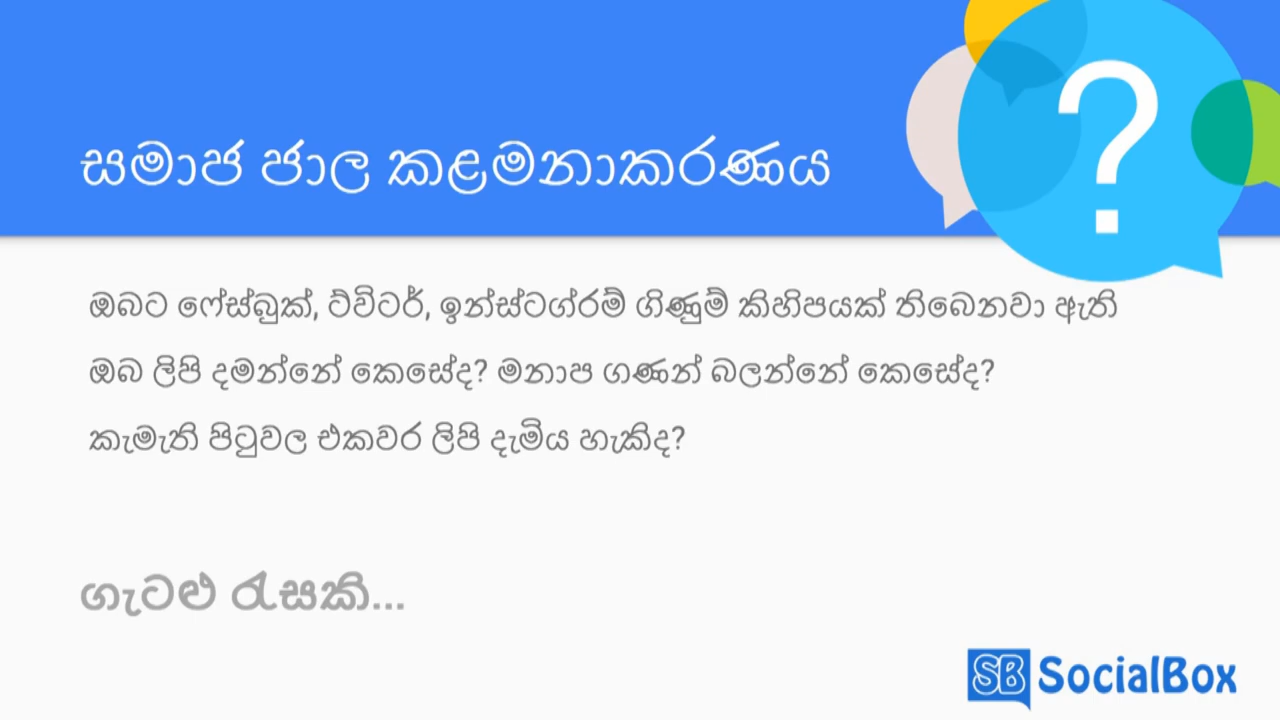 සමාජ ජාල කළමනාකරණය
?
ඔබට ෆේස්බුක්, ට්විටර්, ඉන්ස්ටග්රම් ගිණුම් කිහිපයක් තිබෙනවා ඇති
ඔබ ලිපි දමන්නේ කෙසේද? මනාප ගණන් බලන්නේ කෙසේද?
කැමැති පිටුවල එකවර ලිපි දැමිය හැකිද?
ගැටළු රැසකි...
SB SocialBox